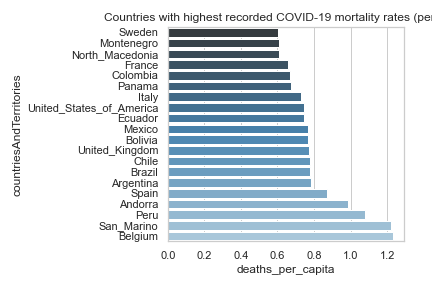 Countries with highest recorded COVID-19 mortality rates (per
Sweden
Montenegro
North_Macedonia
France
Colombia
Panama
Italy
United_States_of_America
Ecuador
Mexico
Bolivia
United_Kingdom
Chile
Brazil
Argentina
Spain
Andorra
Peru
San_Marino
Belgium
countriesAndTerritories
0.0 0.2 0.4 0.6 0.8 1.0 1.2
deaths_per_capita